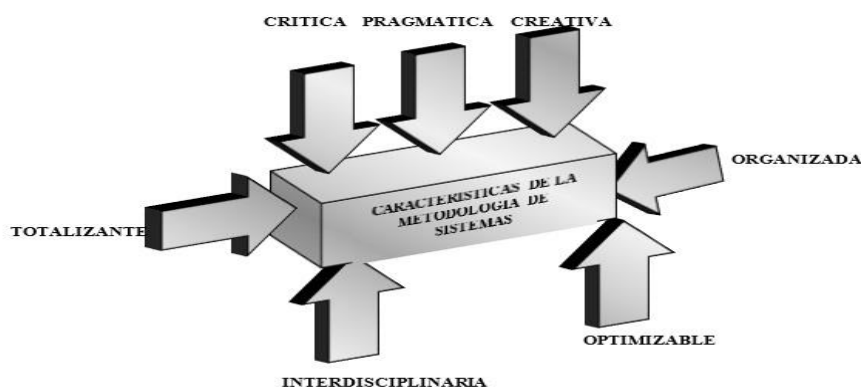 CRITICA PRAGMATICA CREATIVA
ORGANIZADA
CARACTERISTICAS DE LA
METODOLOGIA DE
SISTEMAS
TOTALIZANTE
OPTIMIZABLE
INTERDISCIPLINARIA